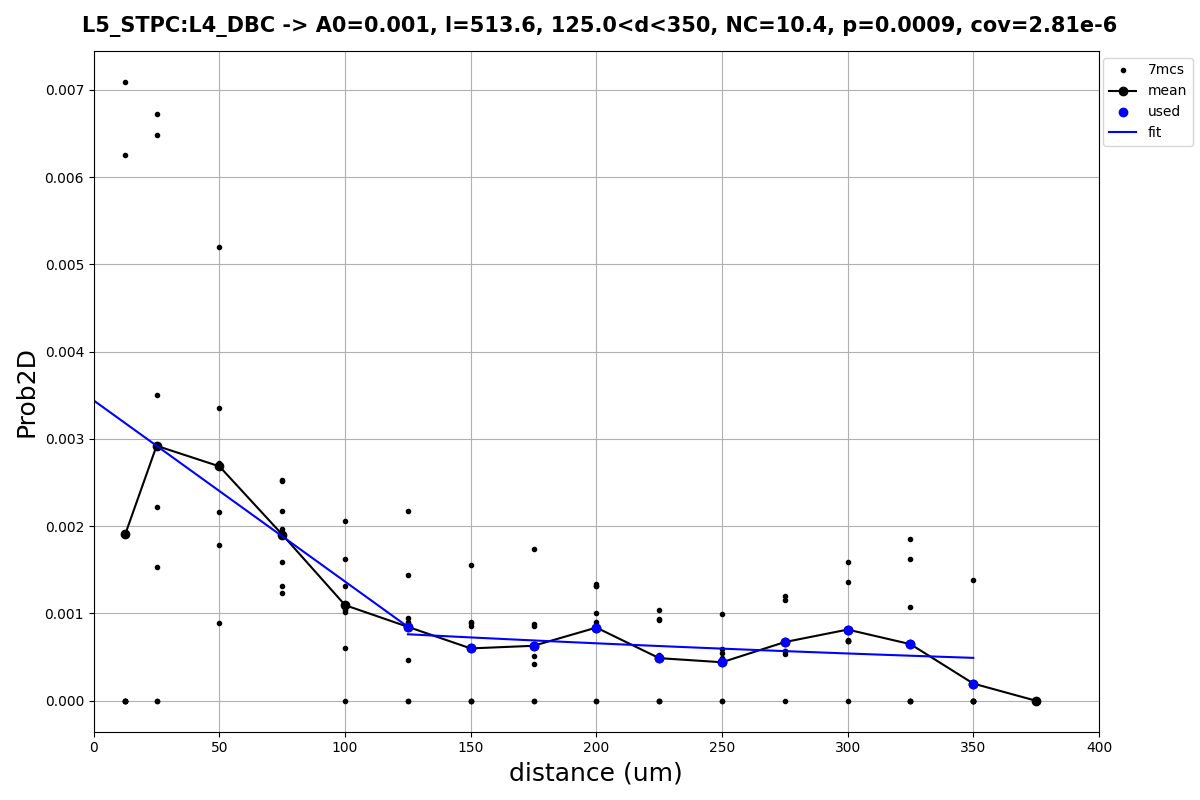 L5_STPC:L4_DBC -> A0=0.001, l=513.6, 125.0<d<350, NC=10.4, p=0.0009, cov=2.81e-6
7mcs
mean
used
fit
Prob2D
0.007
0.006
0.005
0.004
0.003
0.002
0.001
0.000
0 50 100 150 200 250 300 350 400
distance (um)